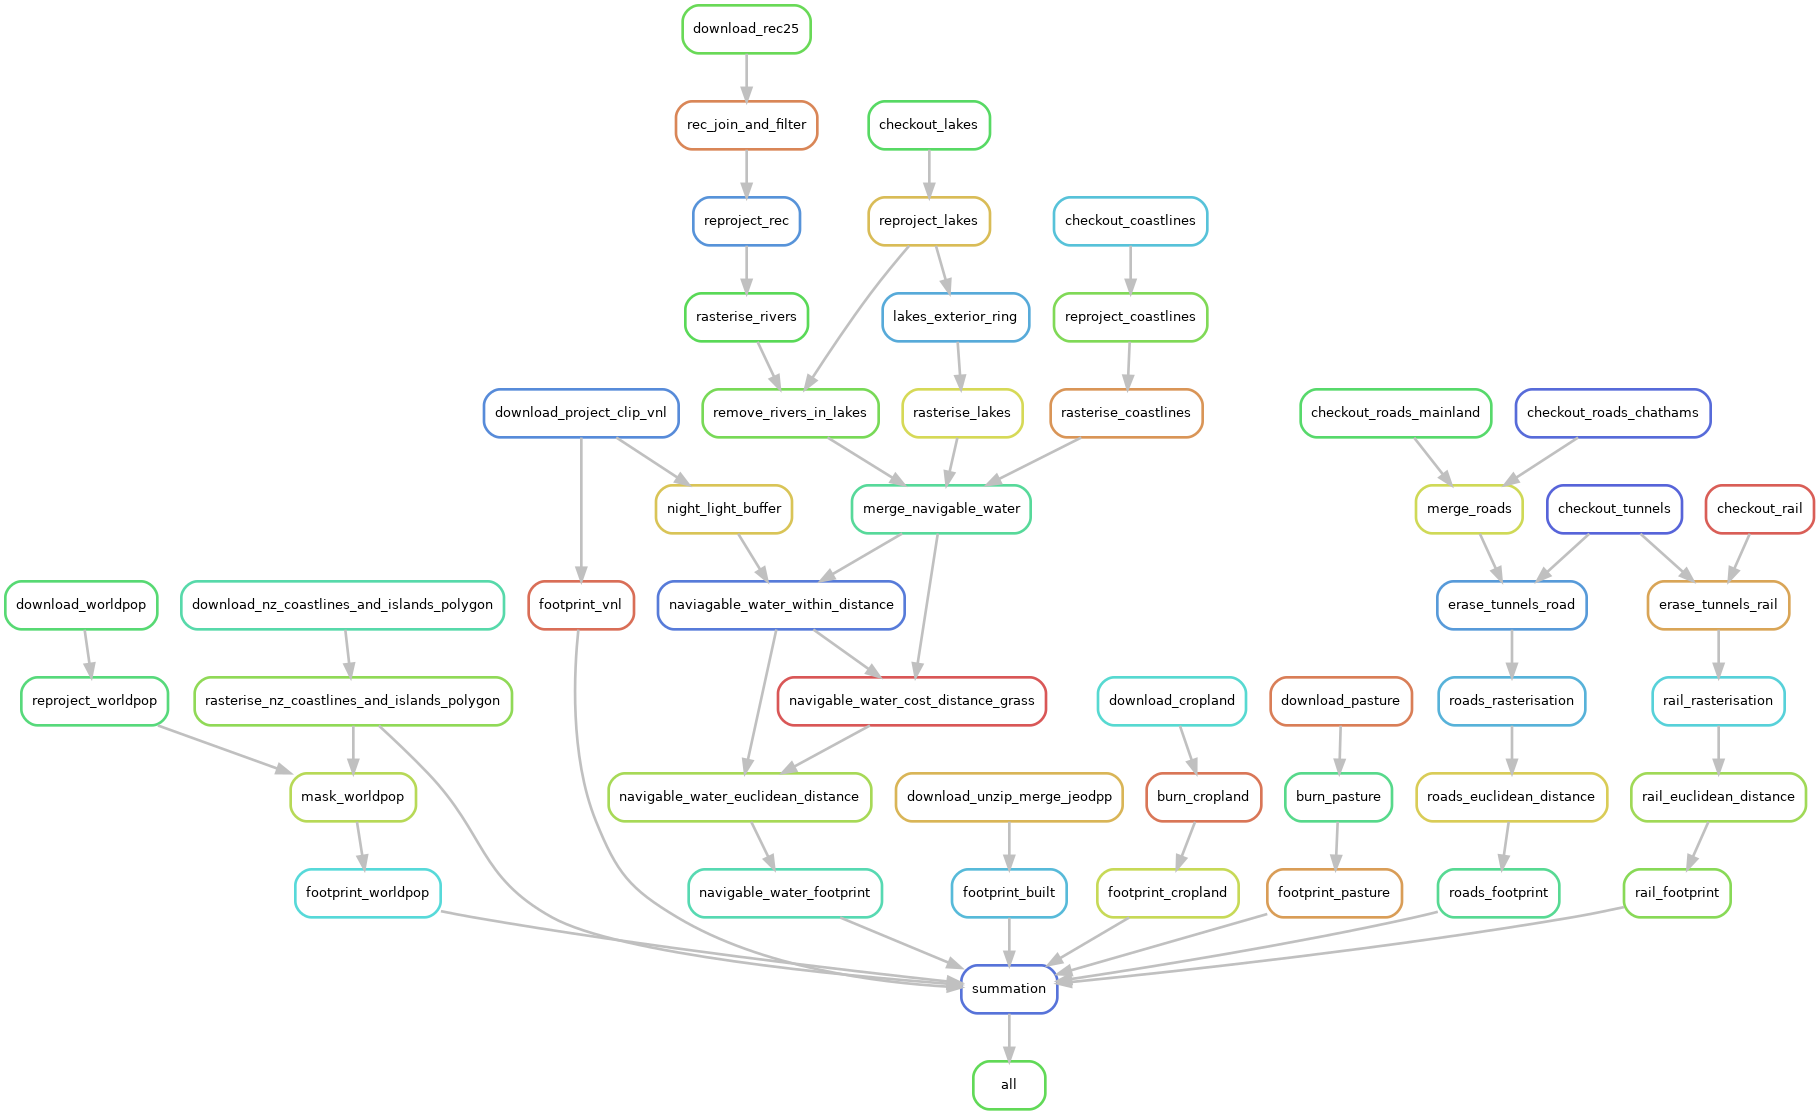 download_rec25
rec_join_and_filter
checkout_lakes
reproject_rec
reproject_lakes
checkout_coastlines
rasterise_rivers
lakes_exterior_ring
reproject_coastlines
download_project_clip_vnl
remove_rivers_in_lakes
rasterise_lakes
rasterise_coastlines
checkout_roads_mainland
checkout_roads_chathams
night_light_buffer
merge_navigable_water
merge_roads
checkout_tunnels
checkout_rail
download_worldpop
download_nz_coastlines_and_islands_polygon
footprint_vnl
naviagable_water_within_distance
erase_tunnels_road
erase_tunnels_rail
reproject_worldpop
rasterise_nz_coastlines_and_islands_polygon
navigable_water_cost_distance_grass
download_cropland
download_pasture
roads_rasterisation
rail_rasterisation
mask_worldpop
navigable_water_euclidean_distance
download_unzip_merge_jeodpp
burn_cropland
burn_pasture
roads_euclidean_distance
rail_euclidean_distance
footprint_worldpop
navigable_water_footprint
footprint_built
footprint_cropland
footprint_pasture
roads_footprint
rail_footprint
summation
all